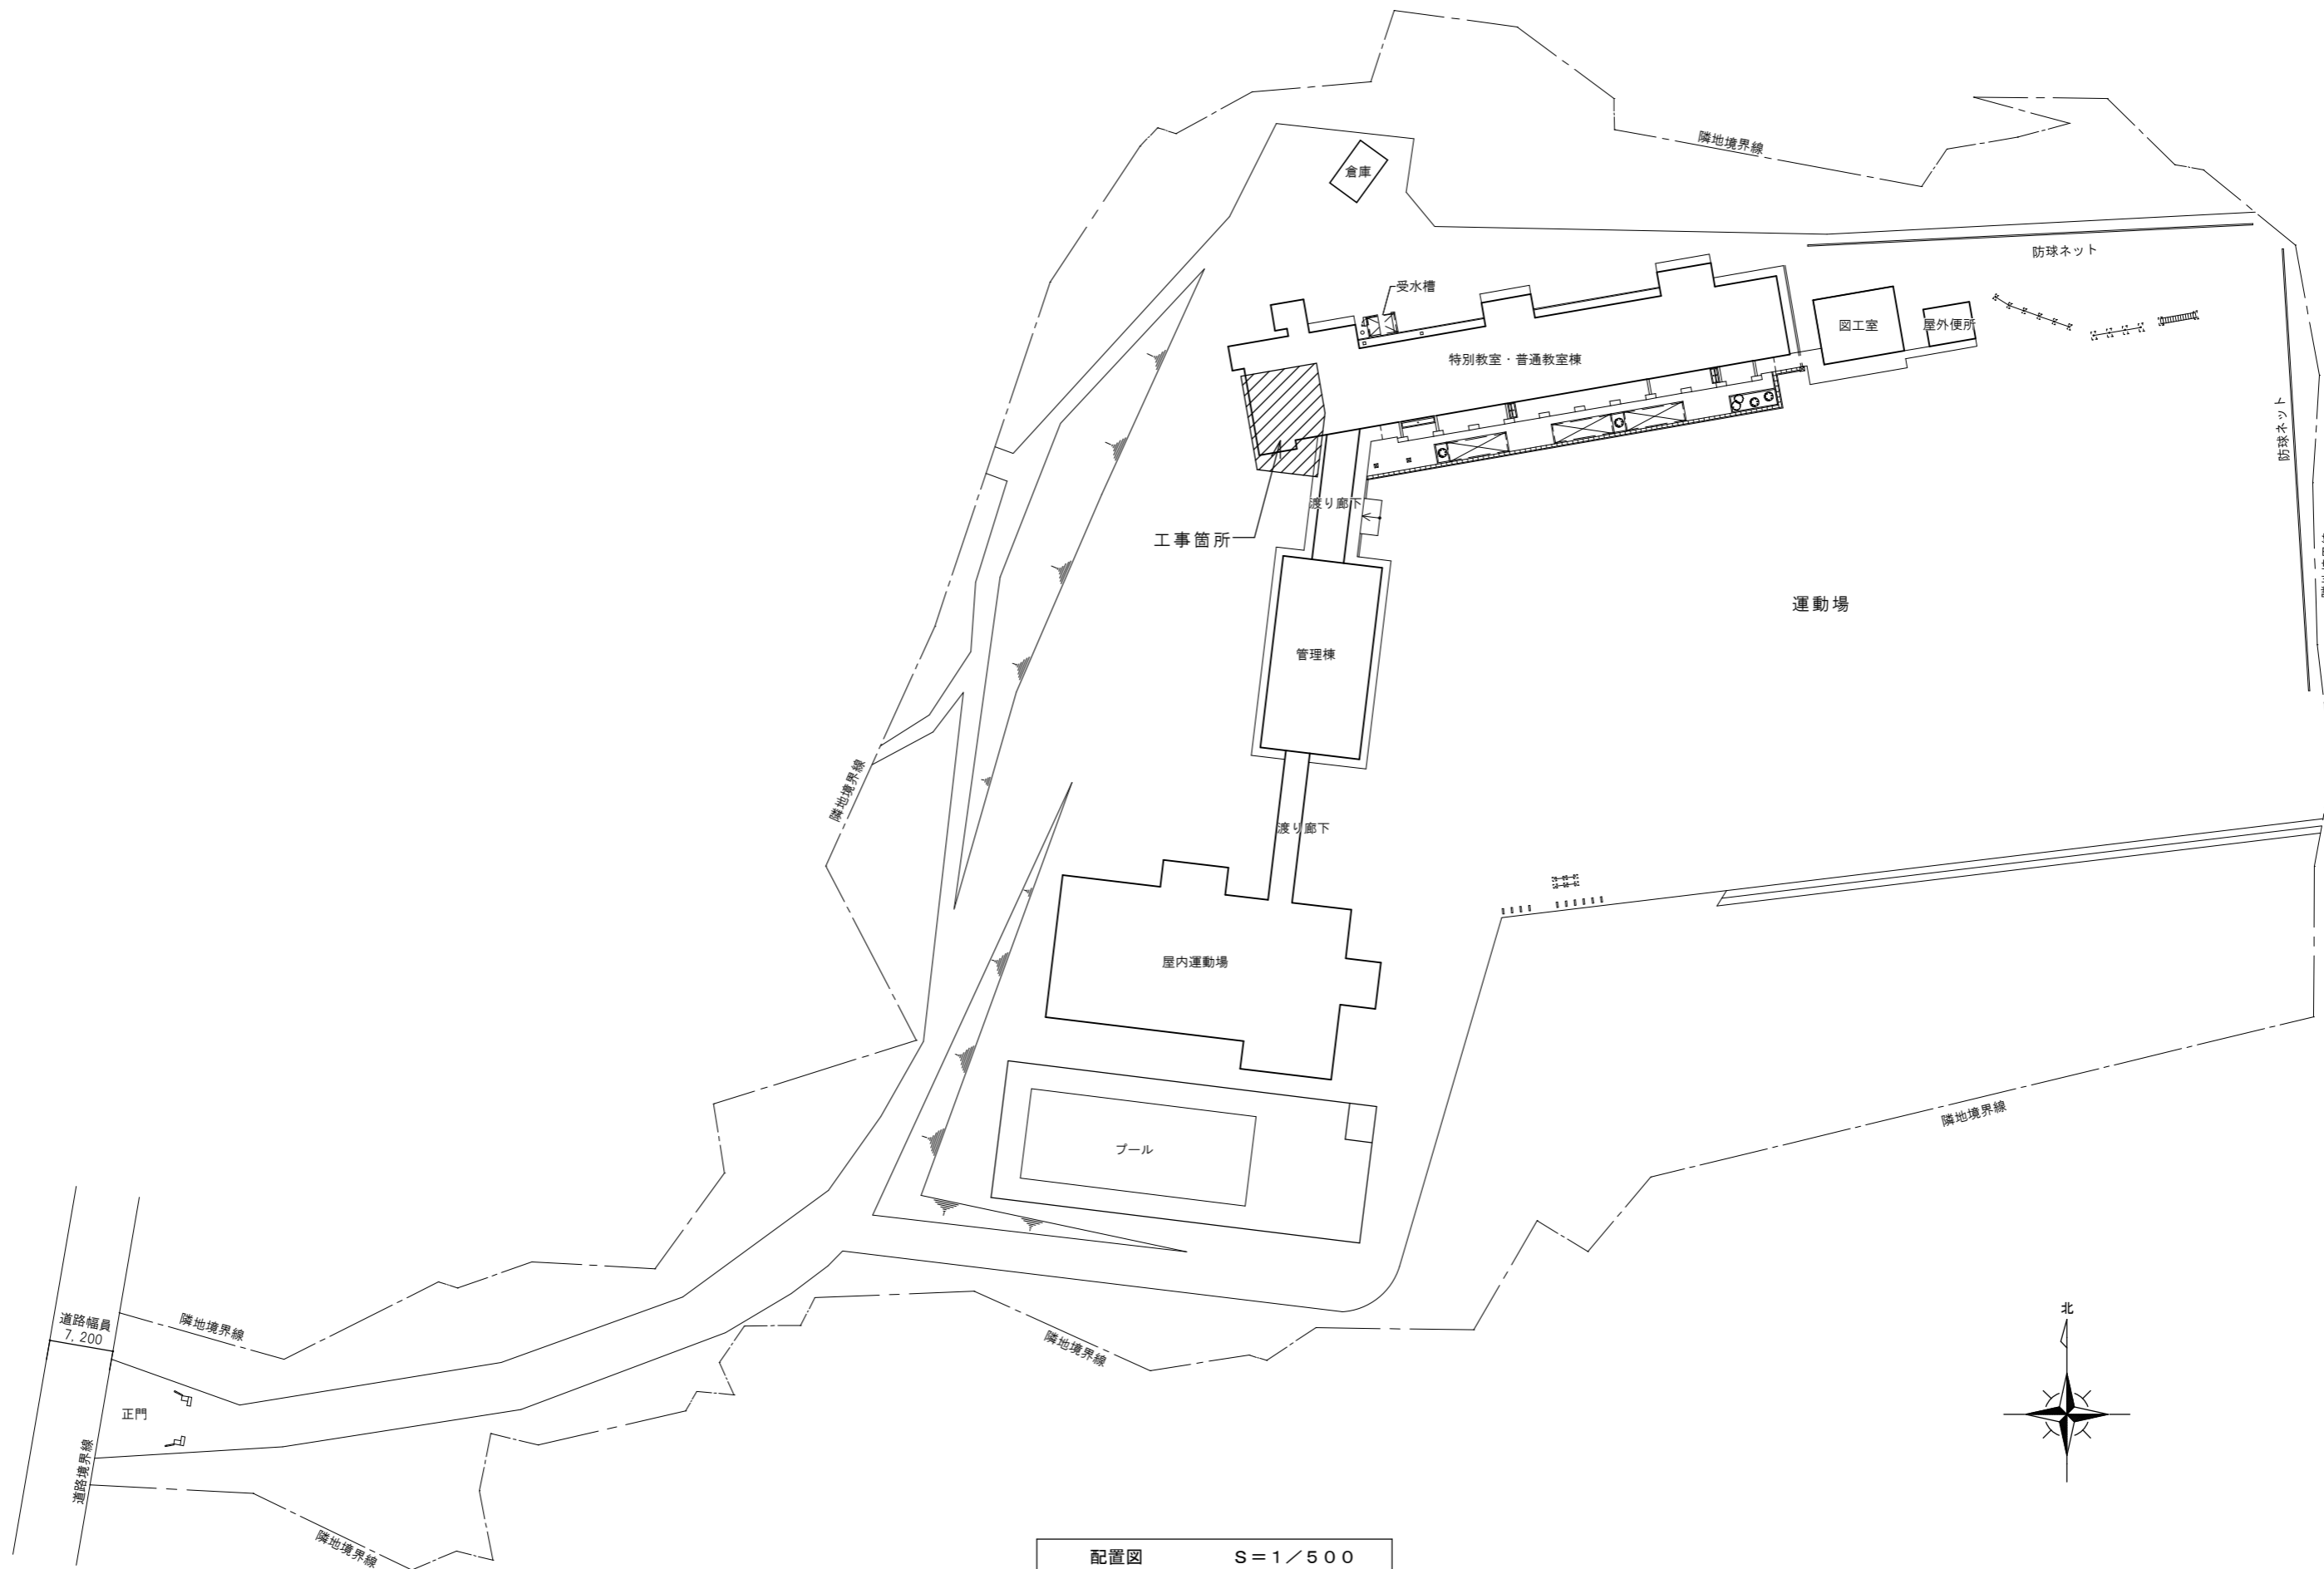 隣地境界線
倉庫
防球ネット
受水槽
図工室
屋外便所
特別教室・普通教室棟
防球ネット
渡り廊下
工事箇所
運動場
管理棟
隣地境界線
渡り廊下
屋内運動場
隣地境界線
プール
北
道路幅員
7,200
隣地境界線
隣地境界線
正門
道路境界線
隣地境界線
配置図 S=1/500